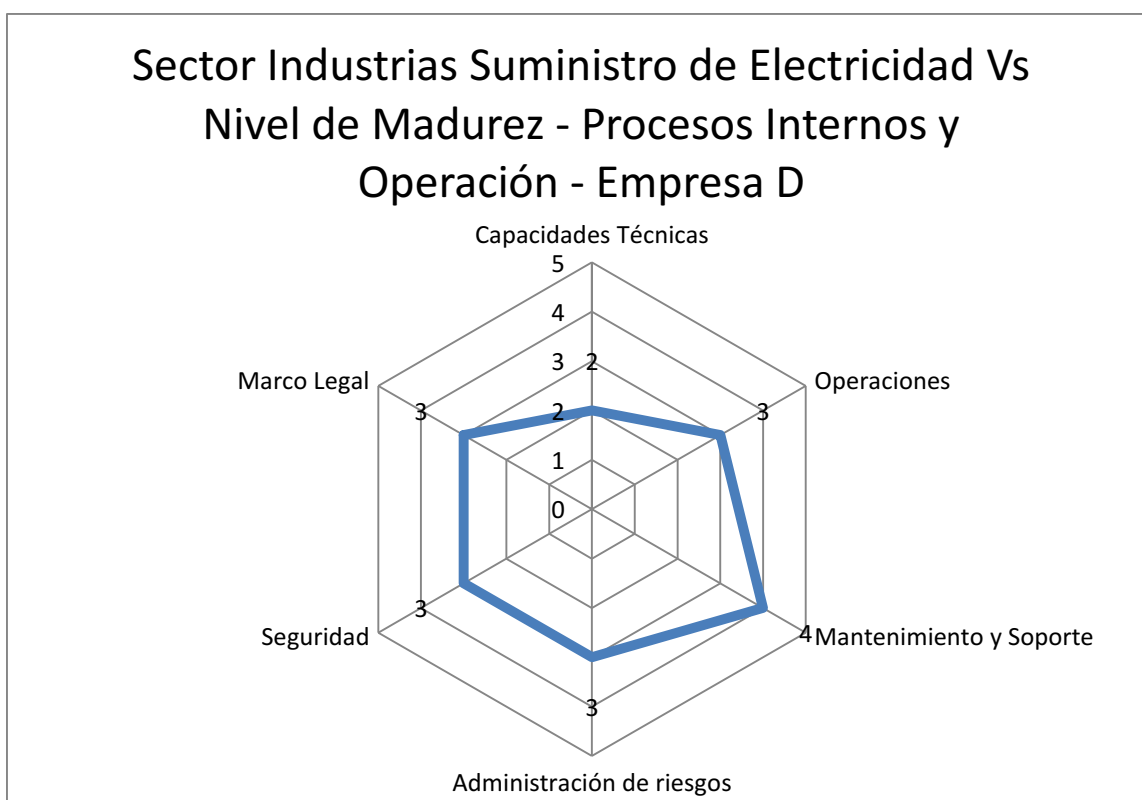 Sector Industrias Suministro de Electricidad Vs
Nivel de Madurez - Procesos Internos y
Operación - Empresa D
Capacidades Técnicas
5
4
3 2
Marco Legal
Operaciones
3
2
3
1
0
3
Seguridad
4 Mantenimiento y Soporte
3
Administración de riesgos